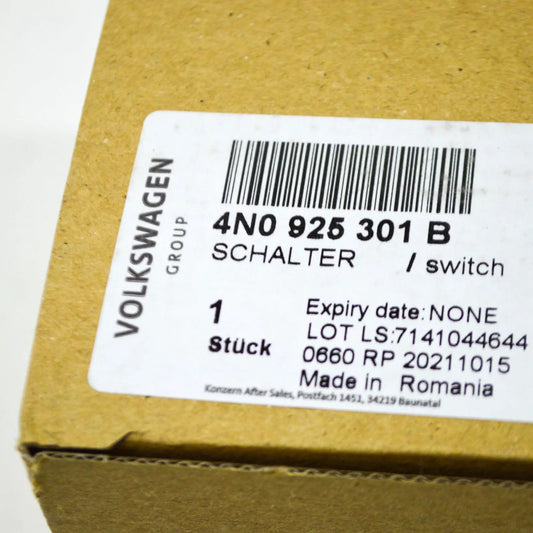 VOLKSWAGEN
GROUP
4N0 925 301 B
SCHALTER / switch
1
Stück
Expiry date: NONE
LOT LS:7141044644
0660 RP 20211015
Made in Romania
Konzern After Sales, Postfach 1451, 34219 Baunatal